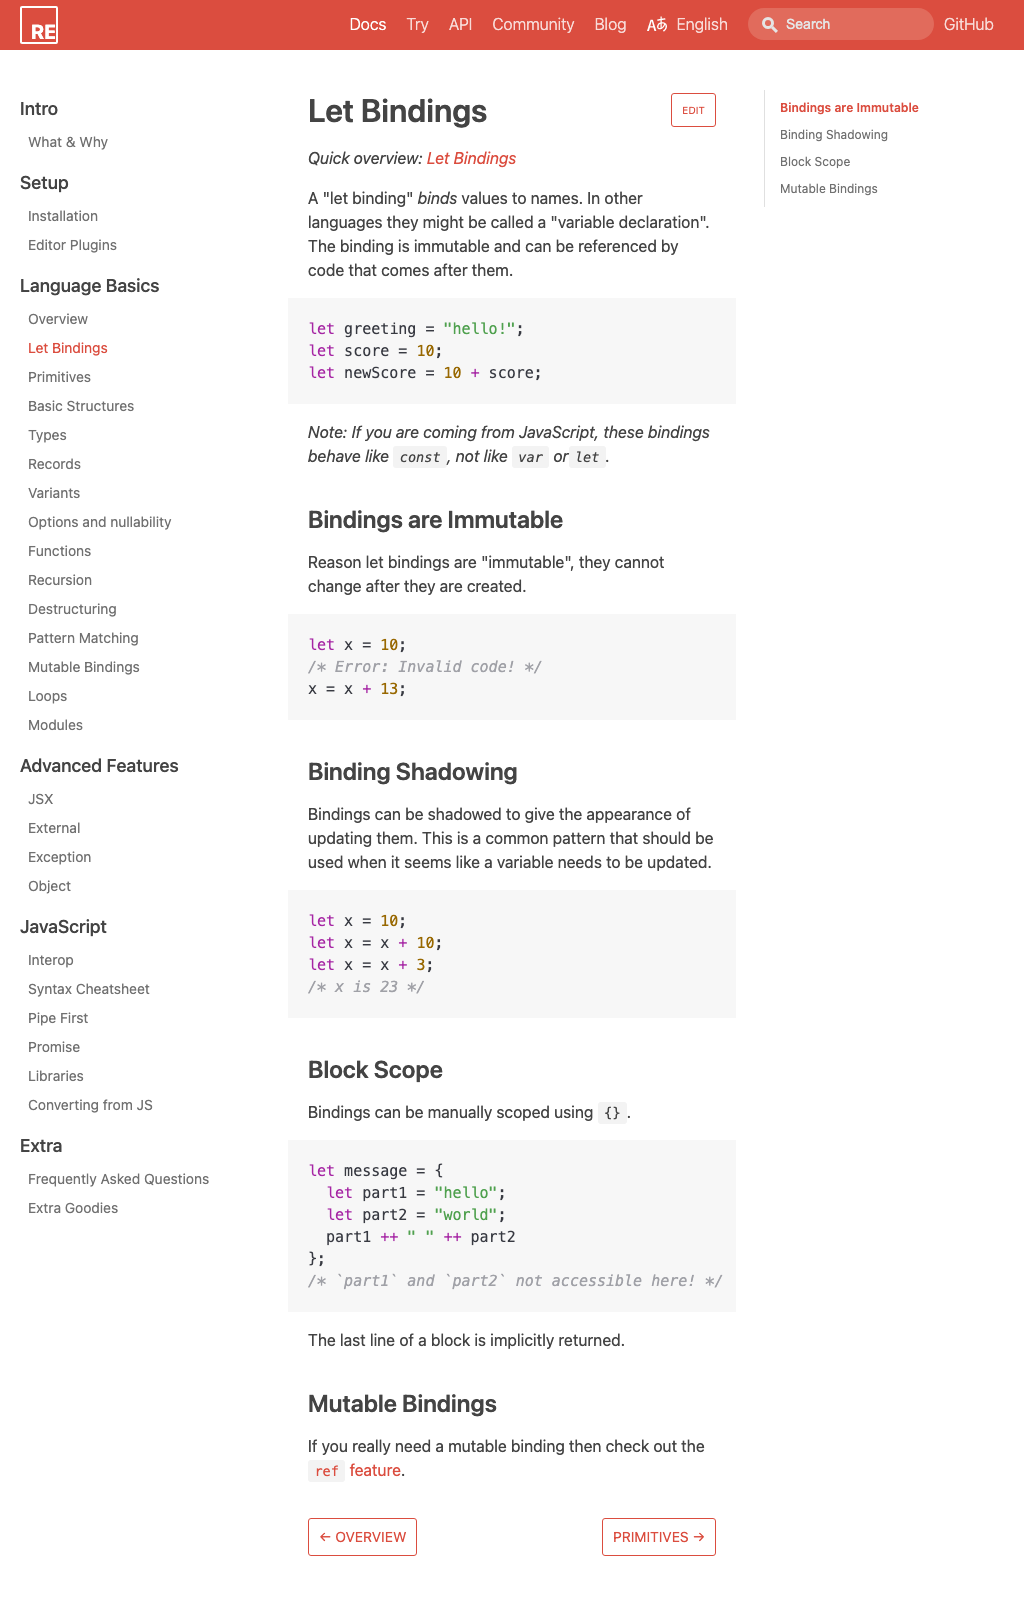 RE
Docs Try API Community Blog Aあ English Search GitHub
Intro
What & Why
Setup
Installation
Editor Plugins
Language Basics
Overview
Let Bindings
Primitives
Basic Structures
Types
Records
Variants
Options and nullability
Functions
Recursion
Destructuring
Pattern Matching
Mutable Bindings
Loops
Modules
Advanced Features
JSX
External
Exception
Object
JavaScript
Interop
Syntax Cheatsheet
Pipe First
Promise
Libraries
Converting from JS
Extra
Frequently Asked Questions
Extra Goodies
Let Bindings
EDIT
Quick overview: Let Bindings
A "let binding" binds values to names. In other
languages they might be called a "variable declaration".
The binding is immutable and can be referenced by
code that comes after them.
let greeting = "hello!";
let score = 10;
let newScore = 10 + score;
Note: If you are coming from JavaScript, these bindings
behave like const, not like var or let.
Bindings are Immutable
Reason let bindings are "immutable", they cannot
change after they are created.
let x = 10;
/* Error: Invalid code! */
x = x + 13;
Binding Shadowing
Bindings can be shadowed to give the appearance of
updating them. This is a common pattern that should be
used when it seems like a variable needs to be updated.
let x = 10;
let x = x + 10;
let x = x + 3;
/* x is 23 */
Block Scope
Bindings can be manually scoped using {}.
let message = {
  let part1 = "hello";
  let part2 = "world";
  part1 ++ " " ++ part2
};
/* `part1` and `part2` not accessible here! */
The last line of a block is implicitly returned.
Mutable Bindings
If you really need a mutable binding then check out the
ref feature.
← OVERVIEW
PRIMITIVES →
Bindings are Immutable
Binding Shadowing
Block Scope
Mutable Bindings